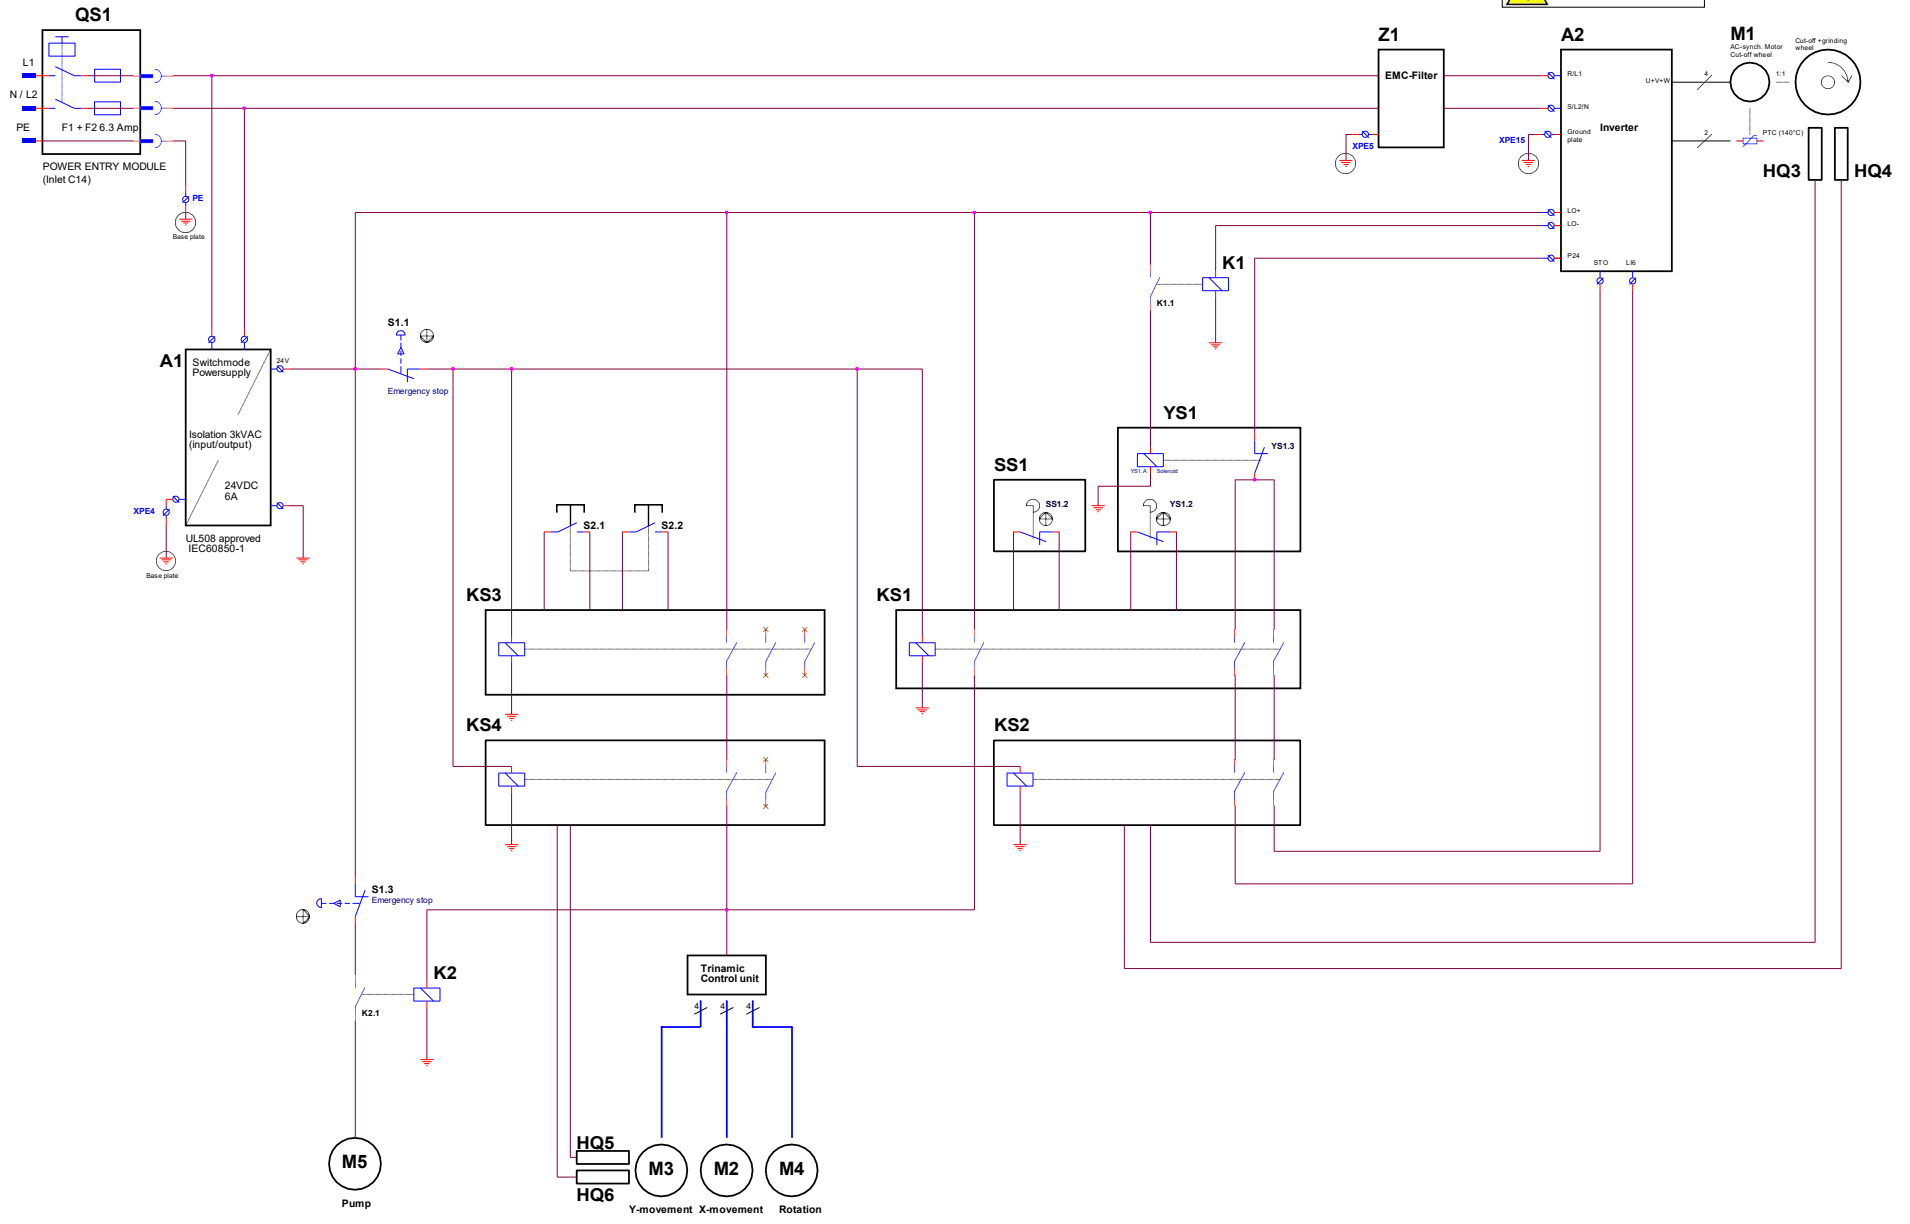 QS1
L1
N / L2
PE
F1 + F2 6.3 Amp
POWER ENTRY MODULE
(Inlet C14)
PE
Base plate
Z1
EMC-Filter
XPE5
A2
R/L1
S/L2/N
Ground
plate
XPE15
Inverter
U+V+W
LO+
LO-
P24
STO
LI6
4
2
M1
AC-synch. Motor
Cut-off wheel
1:1
Cut-off +grinding
wheel
PTC (140°C)
HQ3
HQ4
K1
K1.1
A1
Switchmode
Powersupply
24V
Isolation 3kVAC
(input/output)
24VDC
6A
XPE4
UL508 approved
IEC60850-1
Base plate
S1.1
Emergency stop
YS1
YS1.3
YS1.A
Solenoid
YS1.2
SS1
SS1.2
S2.1
S2.2
KS3
KS1
KS4
KS2
S1.3
Emergency stop
K2
K2.1
Trinamic
Control unit
4
4
4
HQ5
HQ6
M5
Pump
M3
M2
M4
Y-movement
X-movement
Rotation